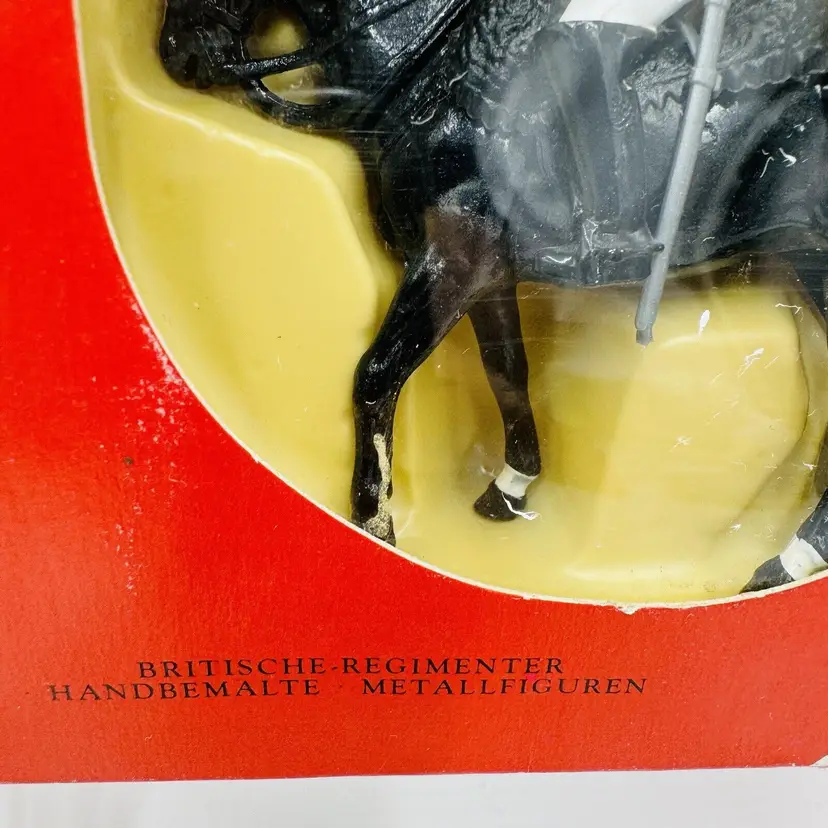 BRITISCHE-REGIMENTER
HANDBEMALTE METALLFIGUREN